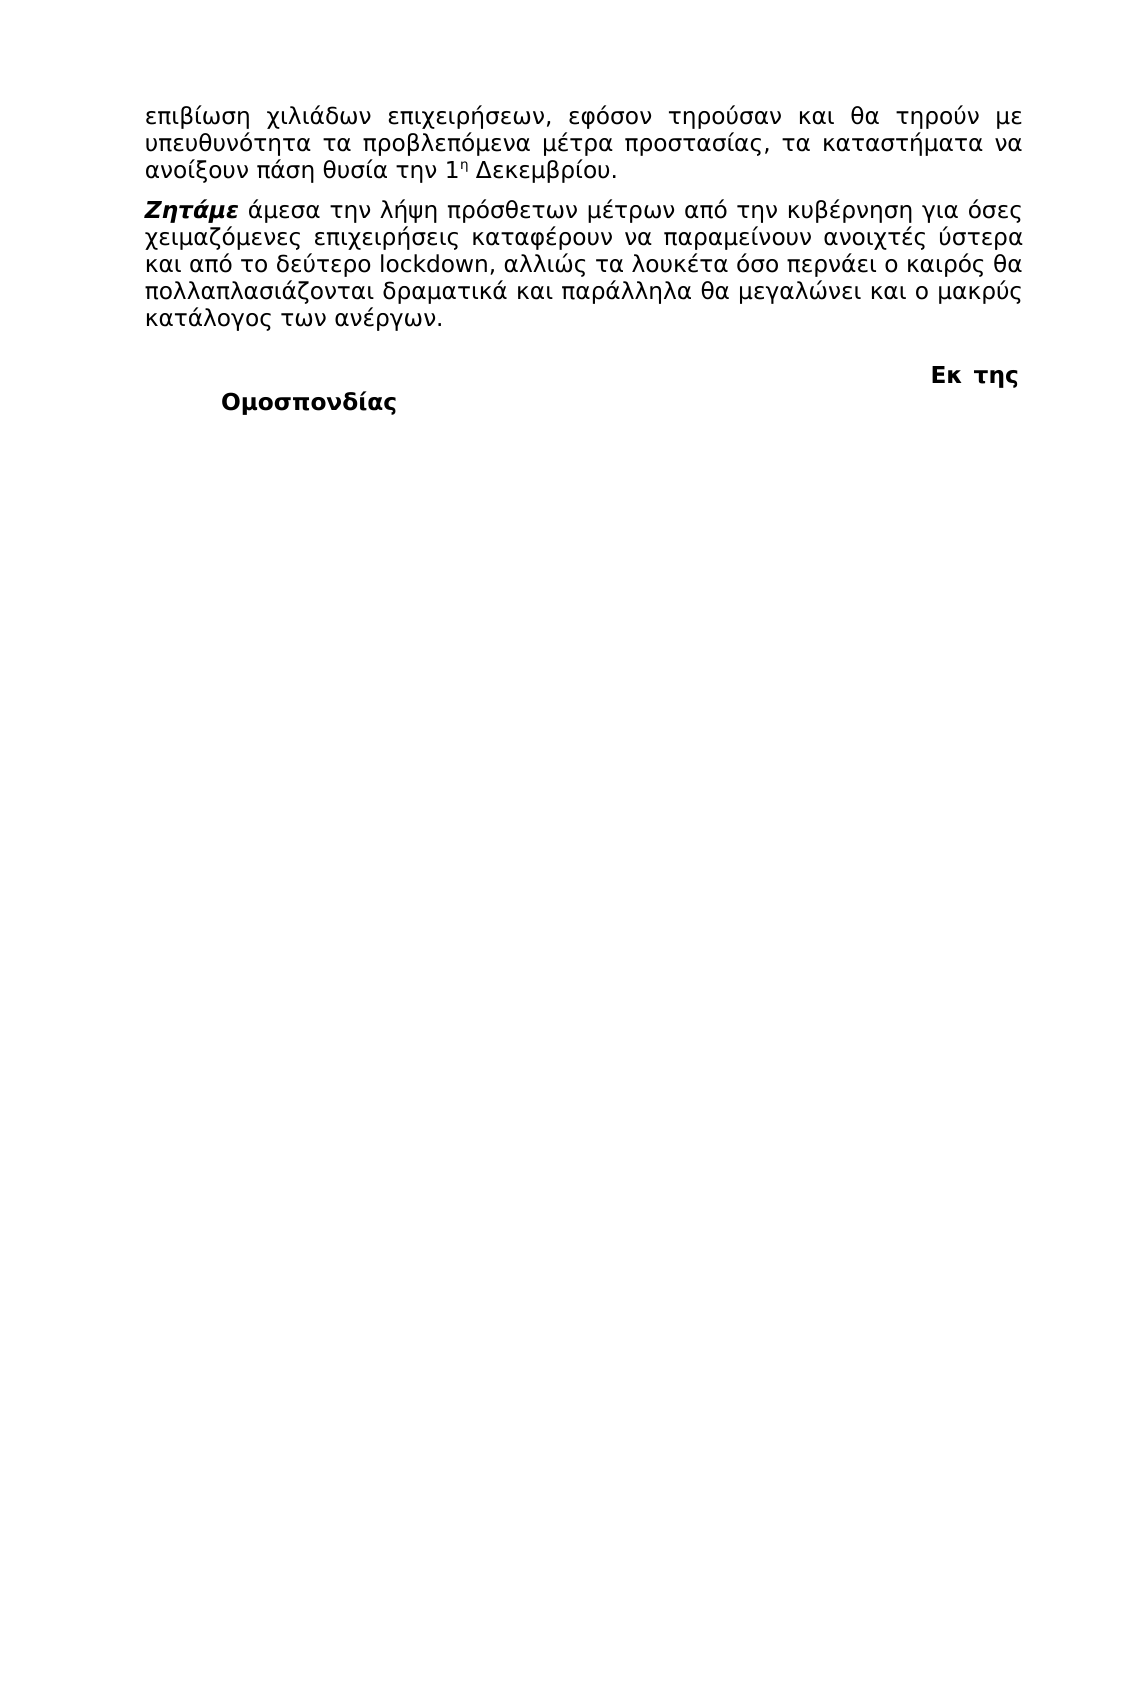 επιβίωση χιλιάδων επιχειρήσεων, εφόσον τηρούσαν και θα τηρούν με
υπευθυνότητα τα προβλεπόμενα μέτρα προστασίας, τα καταστήματα να
ανοίξουν πάση θυσία την 1η Δεκεμβρίου.
Ζητάμε άμεσα την λήψη πρόσθετων μέτρων από την κυβέρνηση για όσες
χειμαζόμενες επιχειρήσεις καταφέρουν να παραμείνουν ανοιχτές ύστερα
και από το δεύτερο lockdown, αλλιώς τα λουκέτα όσο περνάει ο καιρός θα
πολλαπλασιάζονται δραματικά και παράλληλα θα μεγαλώνει και ο μακρύς
κατάλογος των ανέργων.
Εκ της
Ομοσπονδίας